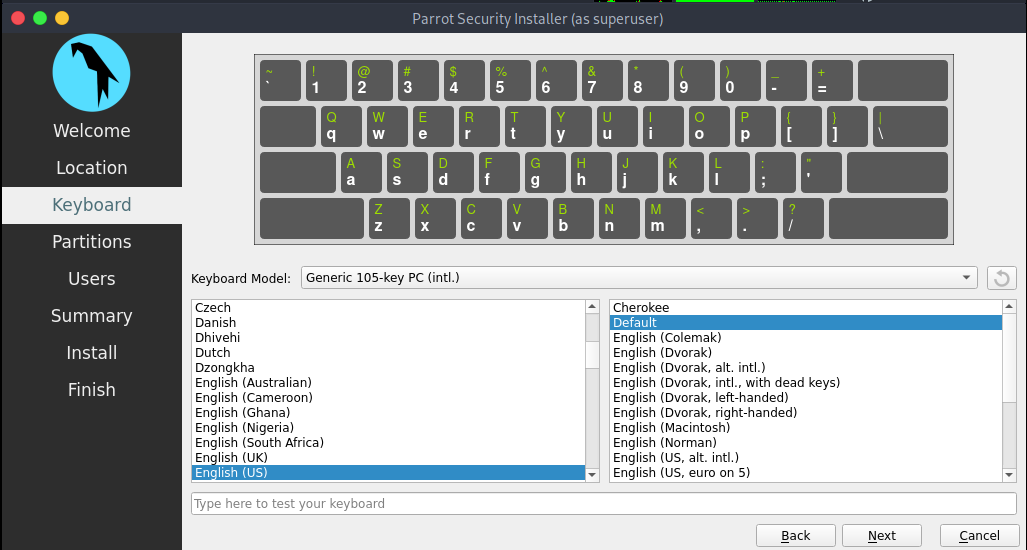 Parrot Security Installer (as superuser)
Welcome
Location
Keyboard
Partitions
Users
Summary
Install
Finish
~ ! @ # $ % ^ & * ( ) _ +
` 1 2 3 4 5 6 7 8 9 0 - =
Q W E R T Y U I O P { } |
q w e r t y u i o p [ ] \
A S D F G H J K L : "
a s d f g h j k l ; '
Z X C V B N M < > ?
z x c v b n m , . /
Keyboard Model: Generic 105-key PC (intl.)
Czech
Danish
Dhivehi
Dutch
Dzongkha
English (Australian)
English (Cameroon)
English (Ghana)
English (Nigeria)
English (South Africa)
English (UK)
English (US)
Cherokee
Default
English (Colemak)
English (Dvorak)
English (Dvorak, alt. intl.)
English (Dvorak, intl., with dead keys)
English (Dvorak, left-handed)
English (Dvorak, right-handed)
English (Macintosh)
English (Norman)
English (US, alt. intl.)
English (US, euro on 5)
Type here to test your keyboard
Back Next Cancel